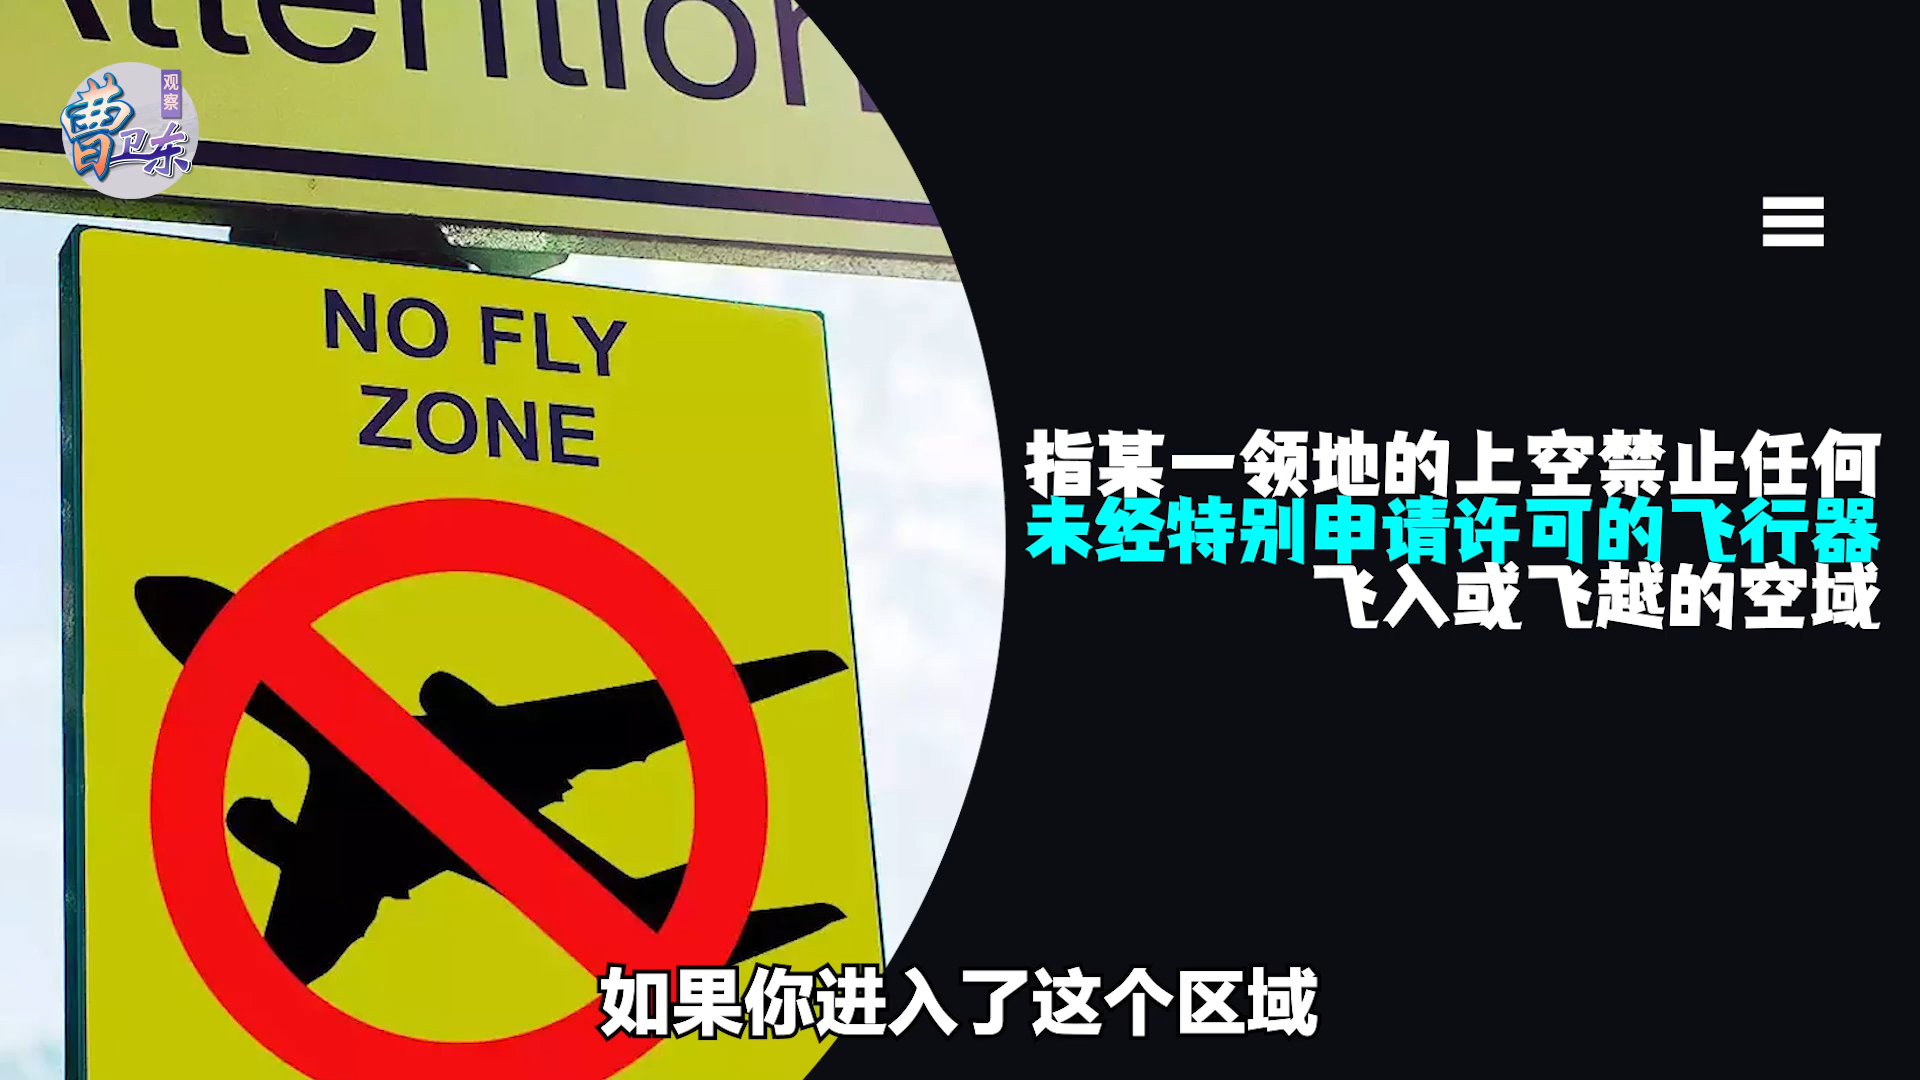 Attention
观察
曹卫东
NO FLY
ZONE
指某一领地的上空禁止任何
未经特别申请许可的飞行器
飞入或飞越的空域
如果你进入了这个区域